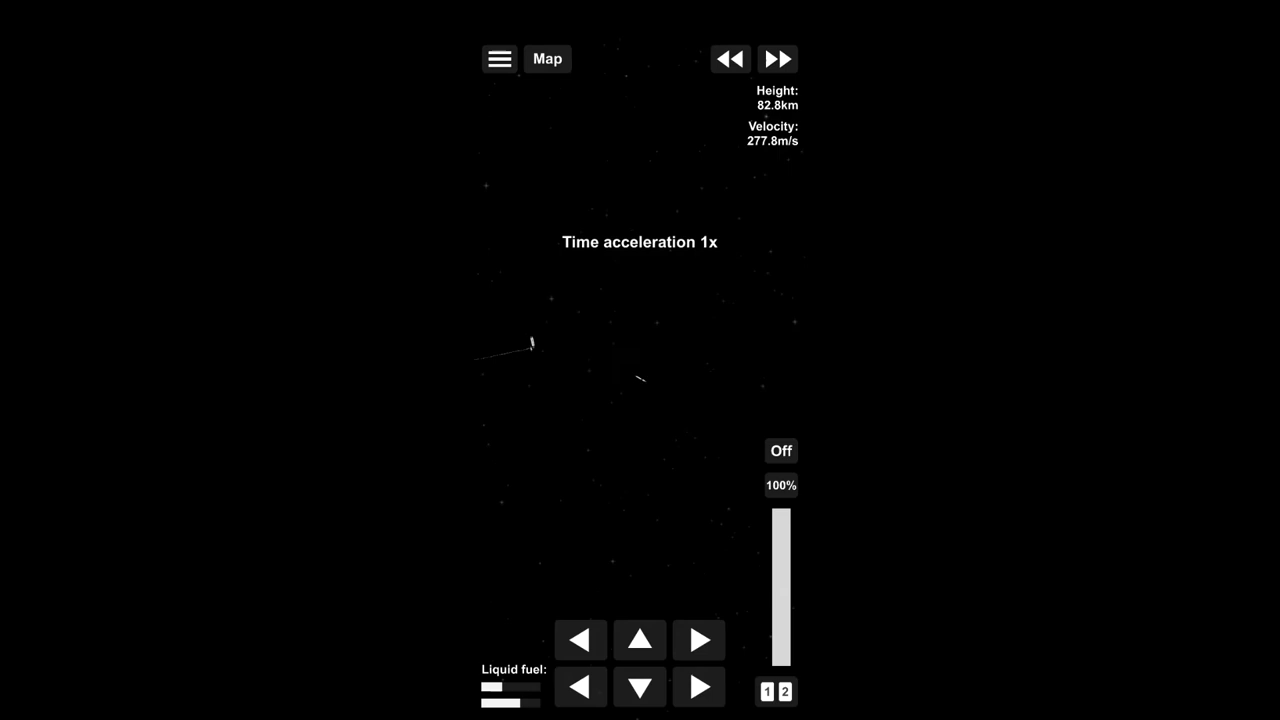 Map
Height:
82.8km
Velocity:
277.8m/s
Time acceleration 1x
Off
100%
Liquid fuel:
1 2